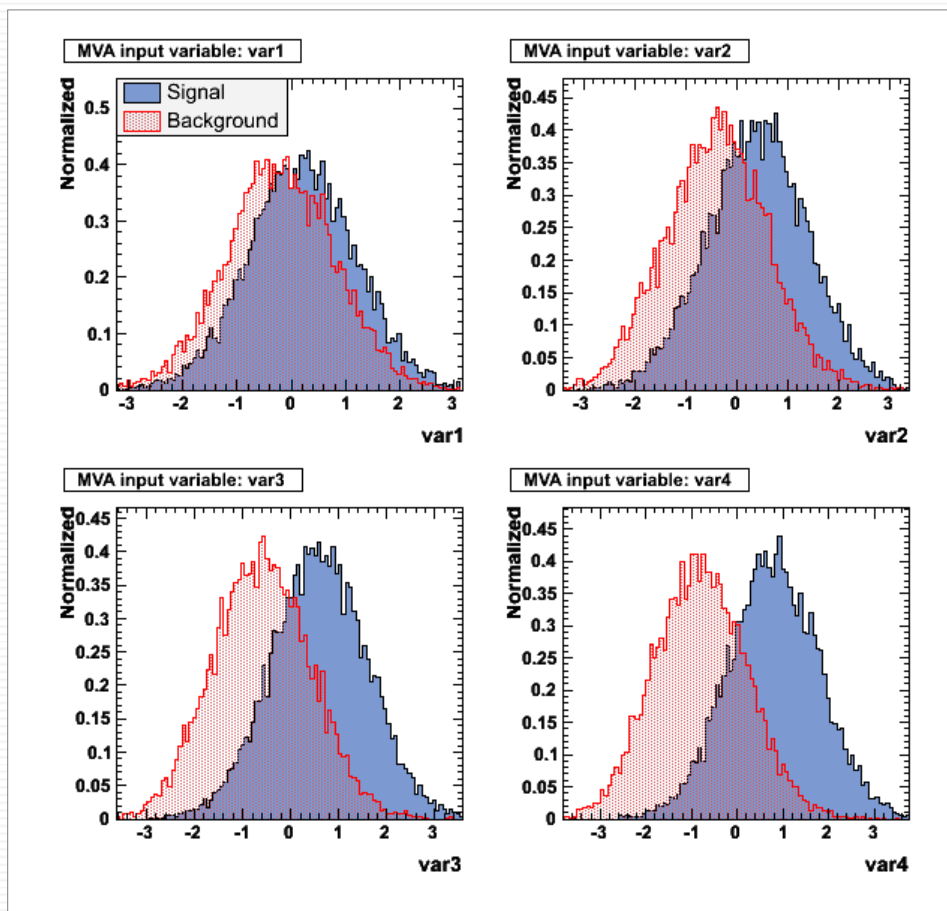 MVA input variable: var1
Normalized
Signal
Background
0.5
0.4
0.3
0.2
0.1
0
-3 -2 -1 0 1 2 3
var1
MVA input variable: var2
Normalized
0.45
0.4
0.35
0.3
0.25
0.2
0.15
0.1
0.05
0
-3 -2 -1 0 1 2 3
var2
MVA input variable: var3
Normalized
0.45
0.4
0.35
0.3
0.25
0.2
0.15
0.1
0.05
0
-3 -2 -1 0 1 2 3
var3
MVA input variable: var4
Normalized
0.45
0.4
0.35
0.3
0.25
0.2
0.15
0.1
0.05
0
-3 -2 -1 0 1 2 3
var4